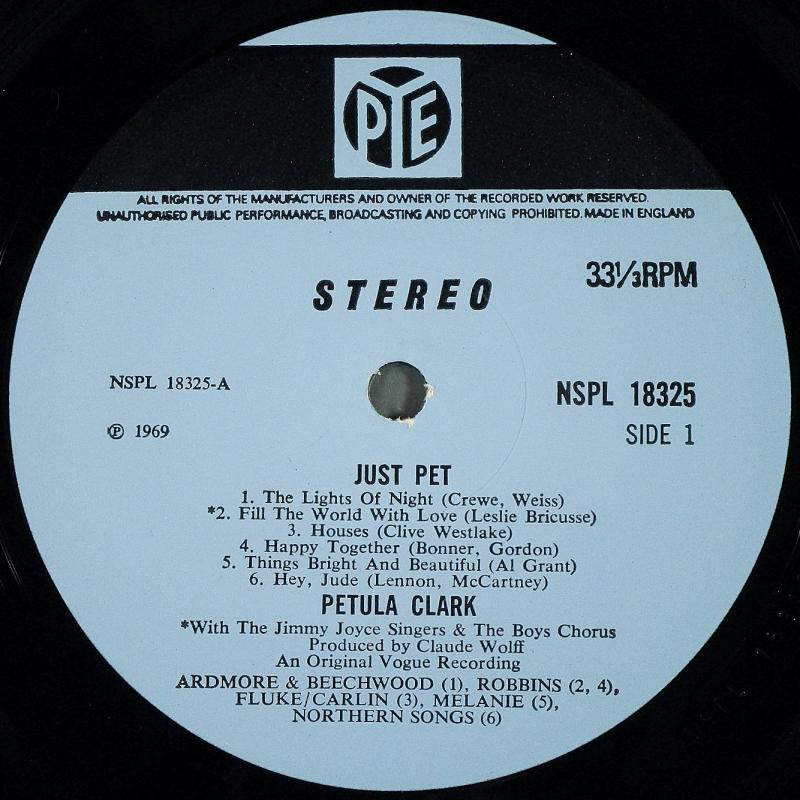 PYE
ALL RIGHTS OF THE MANUFACTURERS AND OWNER OF THE RECORDED WORK RESERVED.
UNAUTHORISED PUBLIC PERFORMANCE, BROADCASTING AND COPYING PROHIBITED. MADE IN ENGLAND
33⅓RPM
STEREO
NSPL 18325-A
NSPL 18325
℗ 1969
SIDE 1
JUST PET
1. The Lights Of Night (Crewe, Weiss)
*2. Fill The World With Love (Leslie Bricusse)
3. Houses (Clive Westlake)
4. Happy Together (Bonner, Gordon)
5. Things Bright And Beautiful (Al Grant)
6. Hey, Jude (Lennon, McCartney)
PETULA CLARK
*With The Jimmy Joyce Singers & The Boys Chorus
Produced by Claude Wolff
An Original Vogue Recording
ARDMORE & BEECHWOOD (1), ROBBINS (2, 4),
FLUKE/CARLIN (3), MELANIE (5),
NORTHERN SONGS (6)